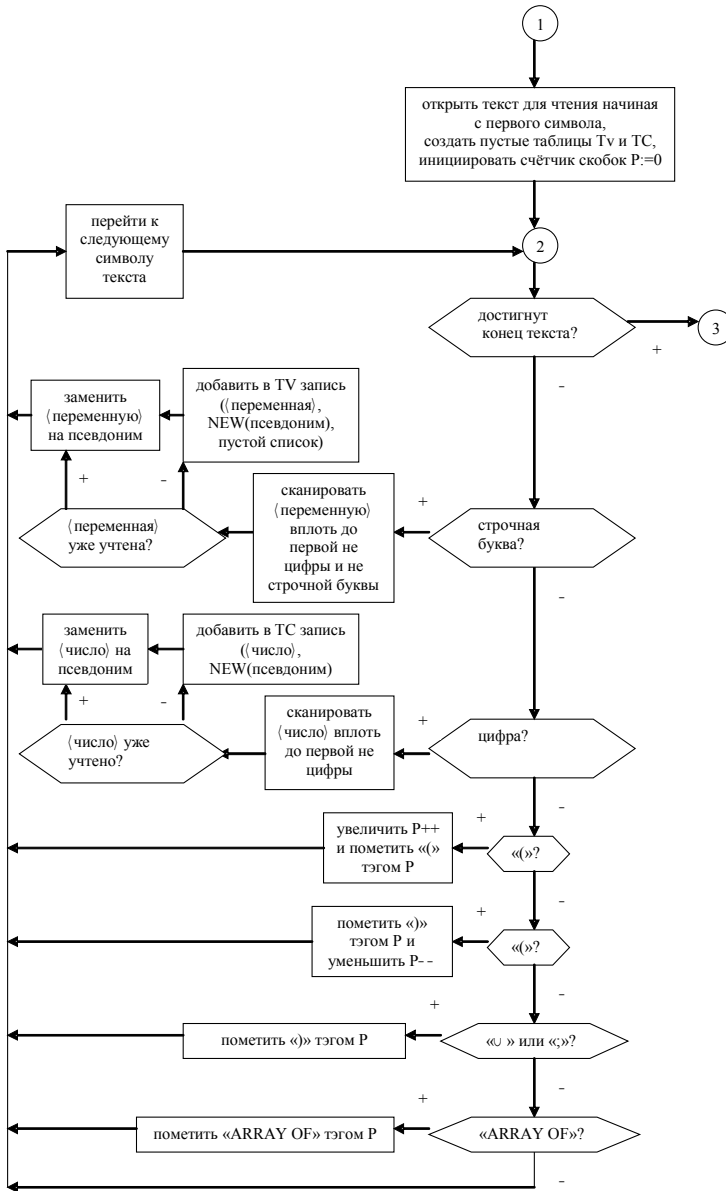 1
открыть текст для чтения начиная
с первого символа,
создать пустые таблицы Tv и TC,
инициировать счётчик скобок P:=0
перейти к
следующему
символу
текста
2
достигнут
конец текста?
+
3
-
заменить
⟨переменную⟩
на псевдоним
добавить в TV запись
(⟨переменная⟩,
NEW(псевдоним),
пустой список)
+
-
⟨переменная⟩
уже учтена?
сканировать
⟨переменную⟩
вплоть до
первой не
цифры и не
строчной буквы
+
строчная
буква?
-
заменить
⟨число⟩ на
псевдоним
добавить в TC запись
(⟨число⟩,
NEW(псевдоним)
+
-
⟨число⟩ уже
учтено?
сканировать
⟨число⟩ вплоть
до первой не
цифры
+
цифра?
-
увеличить P++
и пометить «(»
тэгом P
+
«(»?
-
пометить «)»
тэгом P и
уменьшить P--
+
«(»?
-
пометить «)» тэгом P
+
«∪ » или «;»?
-
пометить «ARRAY OF» тэгом P
+
«ARRAY OF»?
-